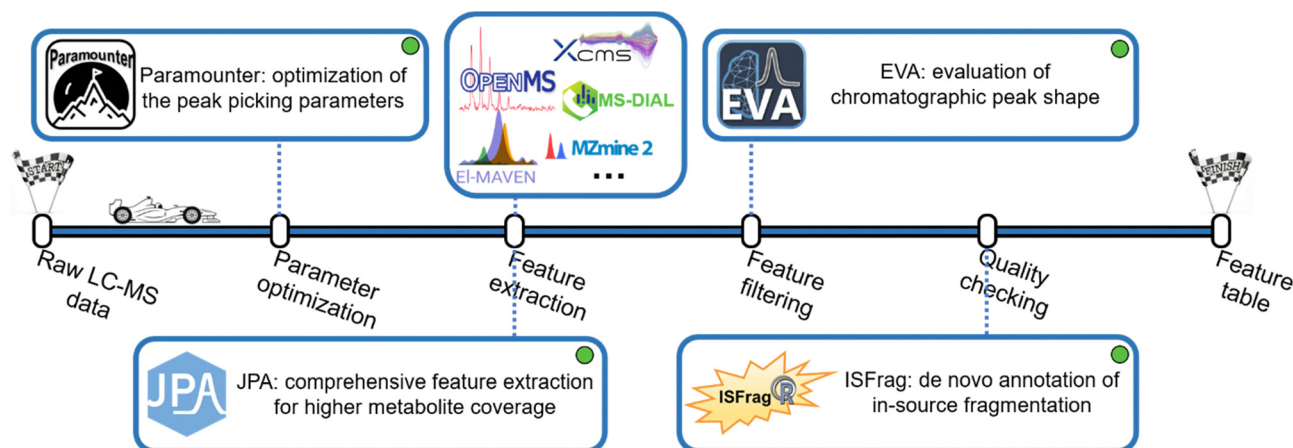 Paramounter
Paramounter: optimization of
the peak picking parameters
Xcms
OPENMS
MS-DIAL
MZmine 2
El-MAVEN
...
EVA
EVA: evaluation of
chromatographic peak shape
START
FINISH
Raw LC-MS
data
Parameter
optimization
Feature
extraction
Feature
filtering
Quality
checking
Feature
table
JPA
JPA: comprehensive feature extraction
for higher metabolite coverage
ISFrag
R
ISFrag: de novo annotation of
in-source fragmentation